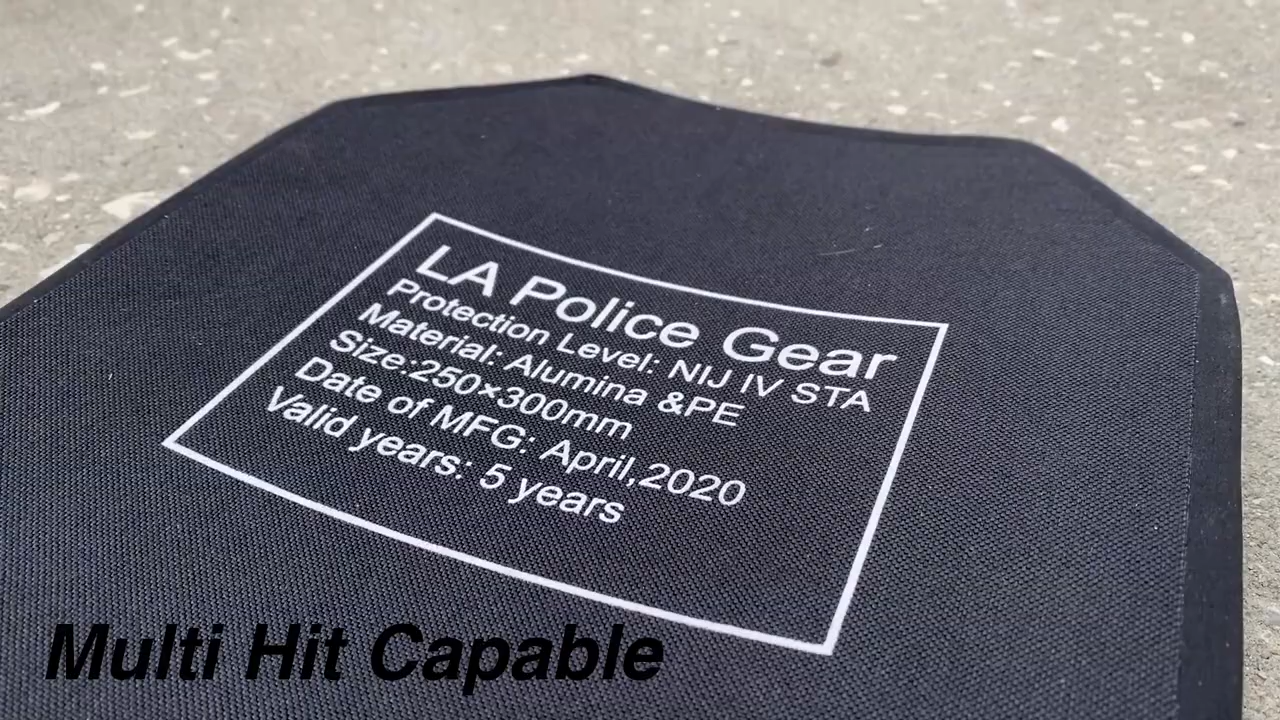 LA Police Gear
Protection Level: NIJ IV STA
Material: Alumina &PE
Size:250×300mm
Date of MFG: April,2020
Valid years: 5 years
Multi Hit Capable